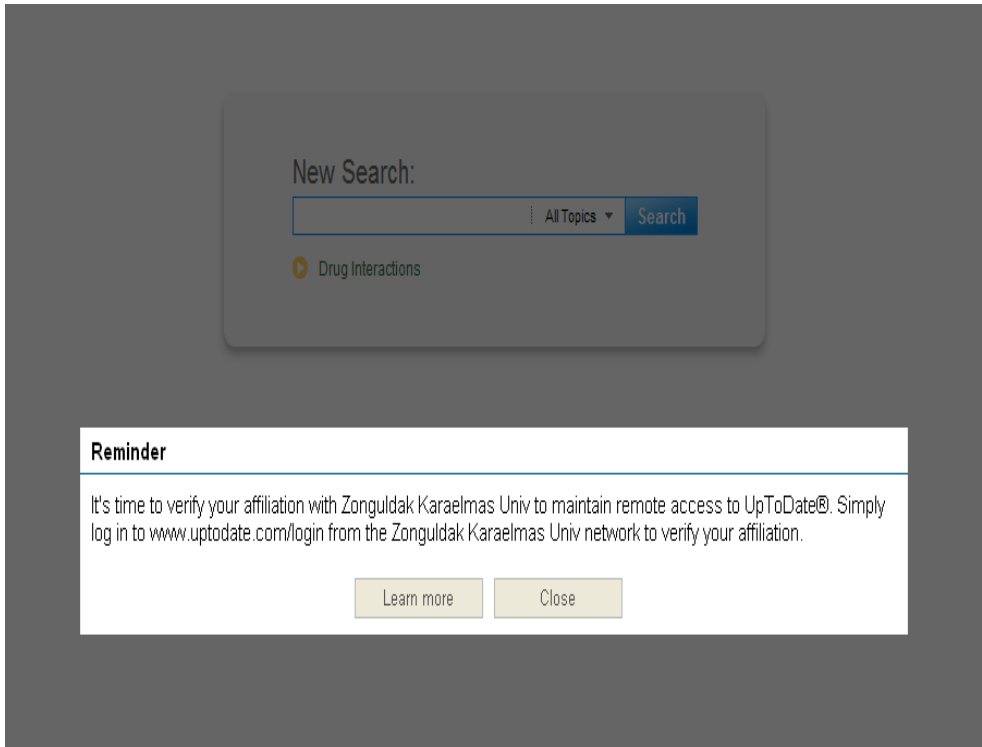 New Search:
All Topics
Search
Drug Interactions
Reminder
It's time to verify your affiliation with Zonguldak Karaelmas Univ to maintain remote access to UpToDate®. Simply
log in to www.uptodate.com/login from the Zonguldak Karaelmas Univ network to verify your affiliation.
Learn more
Close